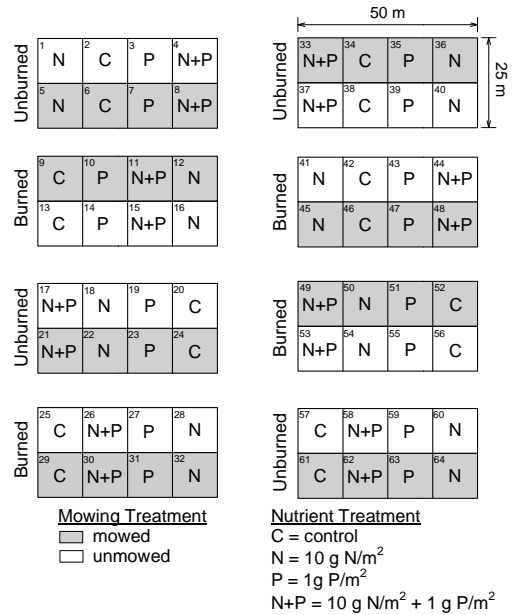 Unburned
1 2 3 4
N C P N+P
5 6 7 8
N C P N+P
Burned
9 10 11 12
C P N+P N
13 14 15 16
C P N+P N
Unburned
17 18 19 20
N+P N P C
21 22 23 24
N+P N P C
Burned
25 26 27 28
C N+P P N
29 30 31 32
C N+P P N
Mowing Treatment
mowed
unmowed
50 m
25 m
Unburned
33 34 35 36
N+P C P N
37 38 39 40
N+P C P N
Burned
41 42 43 44
N C P N+P
45 46 47 48
N C P N+P
Burned
49 50 51 52
N+P N P C
53 54 55 56
N+P N P C
Unburned
57 58 59 60
C N+P P N
61 62 63 64
C N+P P N
Nutrient Treatment
C = control
N = 10 g N/m²
P = 1g P/m²
N+P = 10 g N/m² + 1 g P/m²